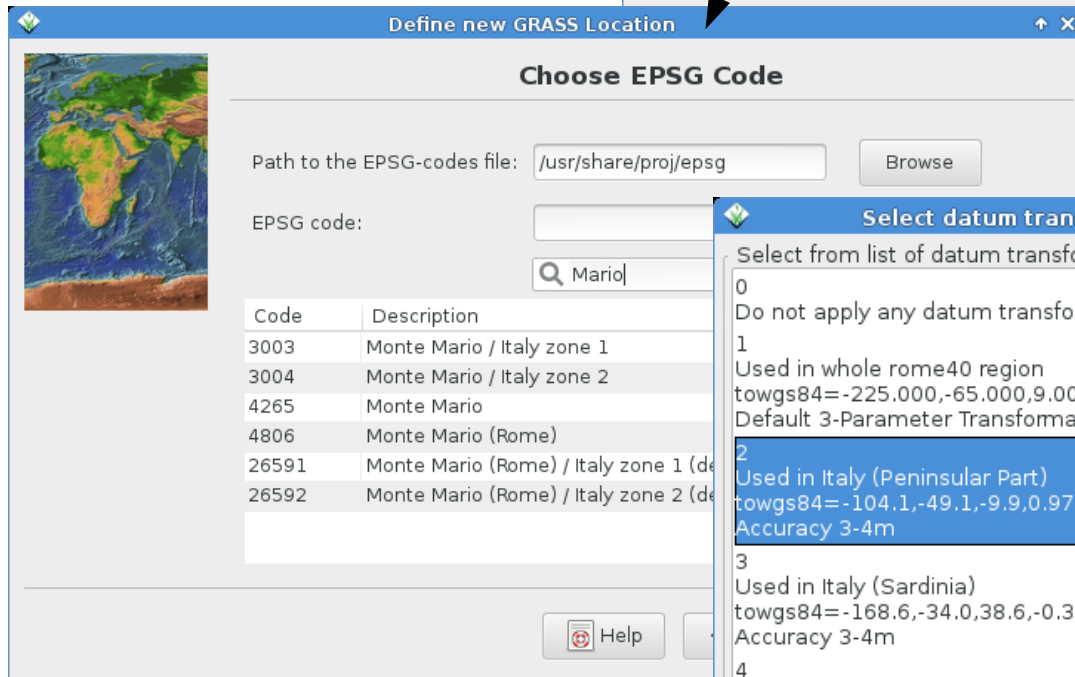 Define new GRASS Location
Choose EPSG Code
Path to the EPSG-codes file: /usr/share/proj/epsg Browse
EPSG code:
Mario
Code Description
3003 Monte Mario / Italy zone 1
3004 Monte Mario / Italy zone 2
4265 Monte Mario
4806 Monte Mario (Rome)
26591 Monte Mario (Rome) / Italy zone 1 (de
26592 Monte Mario (Rome) / Italy zone 2 (de
Help
Select datum tran
Select from list of datum transfo
0
Do not apply any datum transfo
1
Used in whole rome40 region
towgs84=-225.000,-65.000,9.00
Default 3-Parameter Transforma
2
Used in Italy (Peninsular Part)
towgs84=-104.1,-49.1,-9.9,0.97
Accuracy 3-4m
3
Used in Italy (Sardinia)
towgs84=-168.6,-34.0,38.6,-0.3
Accuracy 3-4m
4